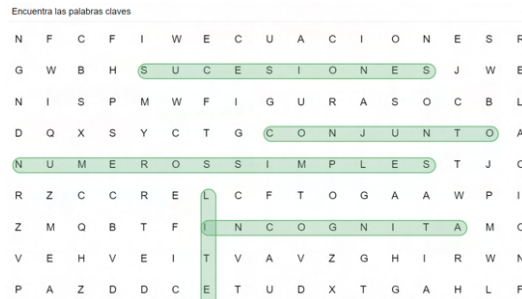 Encuentra las palabras claves
N F C F I W E C U A C I O N E S R
G W B H S U C E S I O N E S J W E
N I S P M W F I G U R A S O C B L
D Q X S Y C T G C O N J U N T O A
N U M E R O S S I M P L E S T J C
R Z C C R E L C F T O G A A W P I
Z M Q B T F I N C O G N I T A M O
V E H V E I T V A V Z G H I R W N
P A Z D D C E T U D X T G A H L F